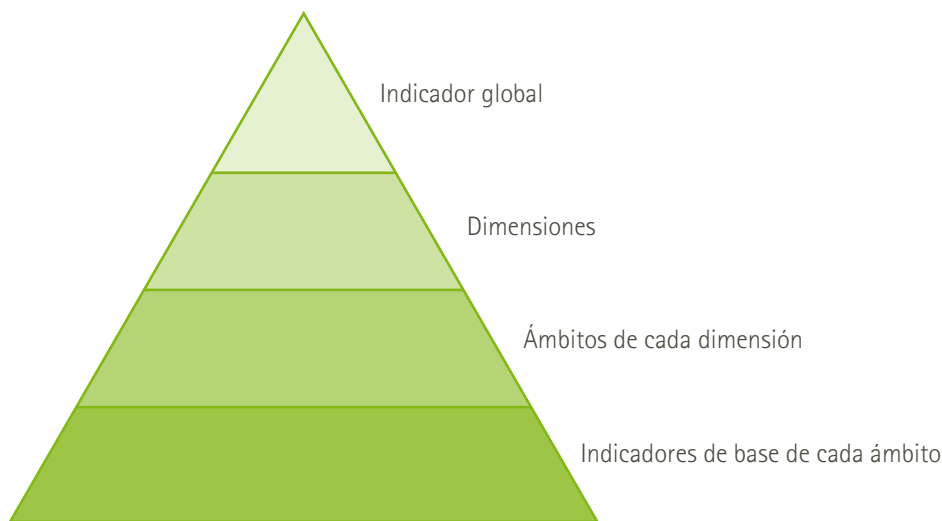 Indicador global
Dimensiones
Ámbitos de cada dimensión
Indicadores de base de cada ámbito